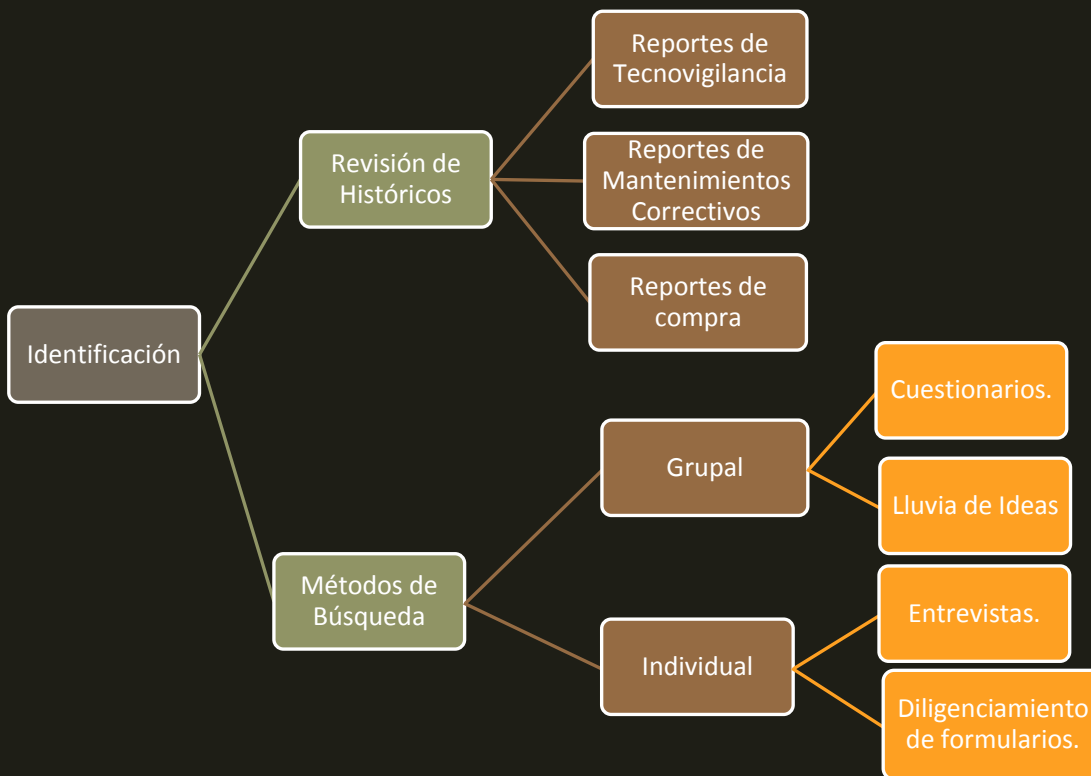 Identificación
Revisión de
Históricos
Reportes de
Tecnovigilancia
Reportes de
Mantenimientos
Correctivos
Reportes de
compra
Métodos de
Búsqueda
Grupal
Cuestionarios.
Lluvia de Ideas
Individual
Entrevistas.
Diligenciamiento
de formularios.